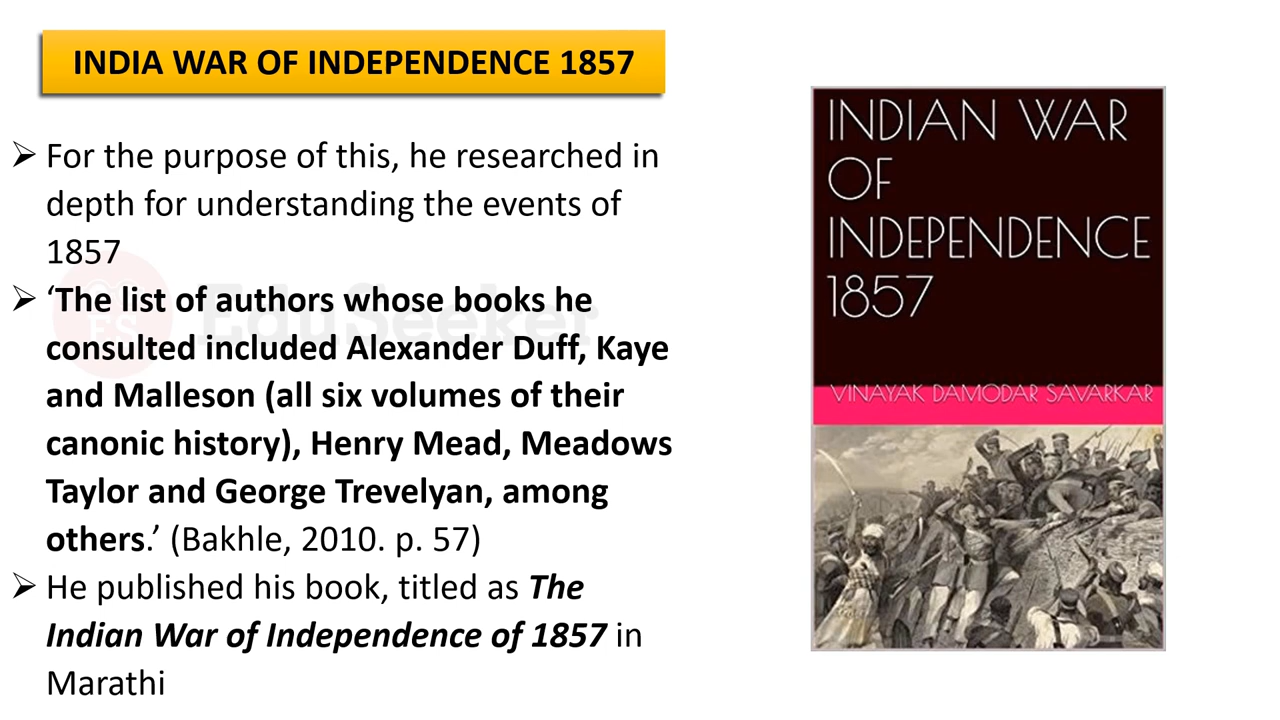 INDIA WAR OF INDEPENDENCE 1857
➢ For the purpose of this, he researched in
depth for understanding the events of
1857
➢ ‘The list of authors whose books he
consulted included Alexander Duff, Kaye
and Malleson (all six volumes of their
canonic history), Henry Mead, Meadows
Taylor and George Trevelyan, among
others.’ (Bakhle, 2010. p. 57)
➢ He published his book, titled as The
Indian War of Independence of 1857 in
Marathi
ES EduSeeker
INDIAN WAR
OF
INDEPENDENCE
1857
VINAYAK DAMODAR SAVARKAR